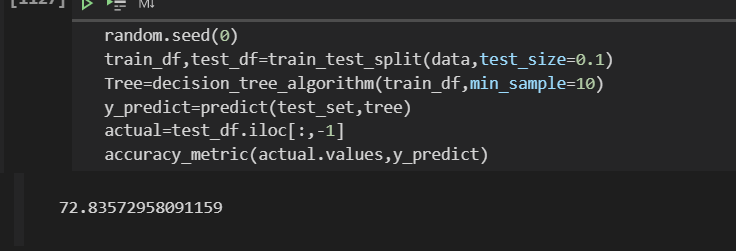 [1127]
M↓
random.seed(0)
train_df,test_df=train_test_split(data,test_size=0.1)
Tree=decision_tree_algorithm(train_df,min_sample=10)
y_predict=predict(test_set,tree)
actual=test_df.iloc[:,-1]
accuracy_metric(actual.values,y_predict)
72.83572958091159